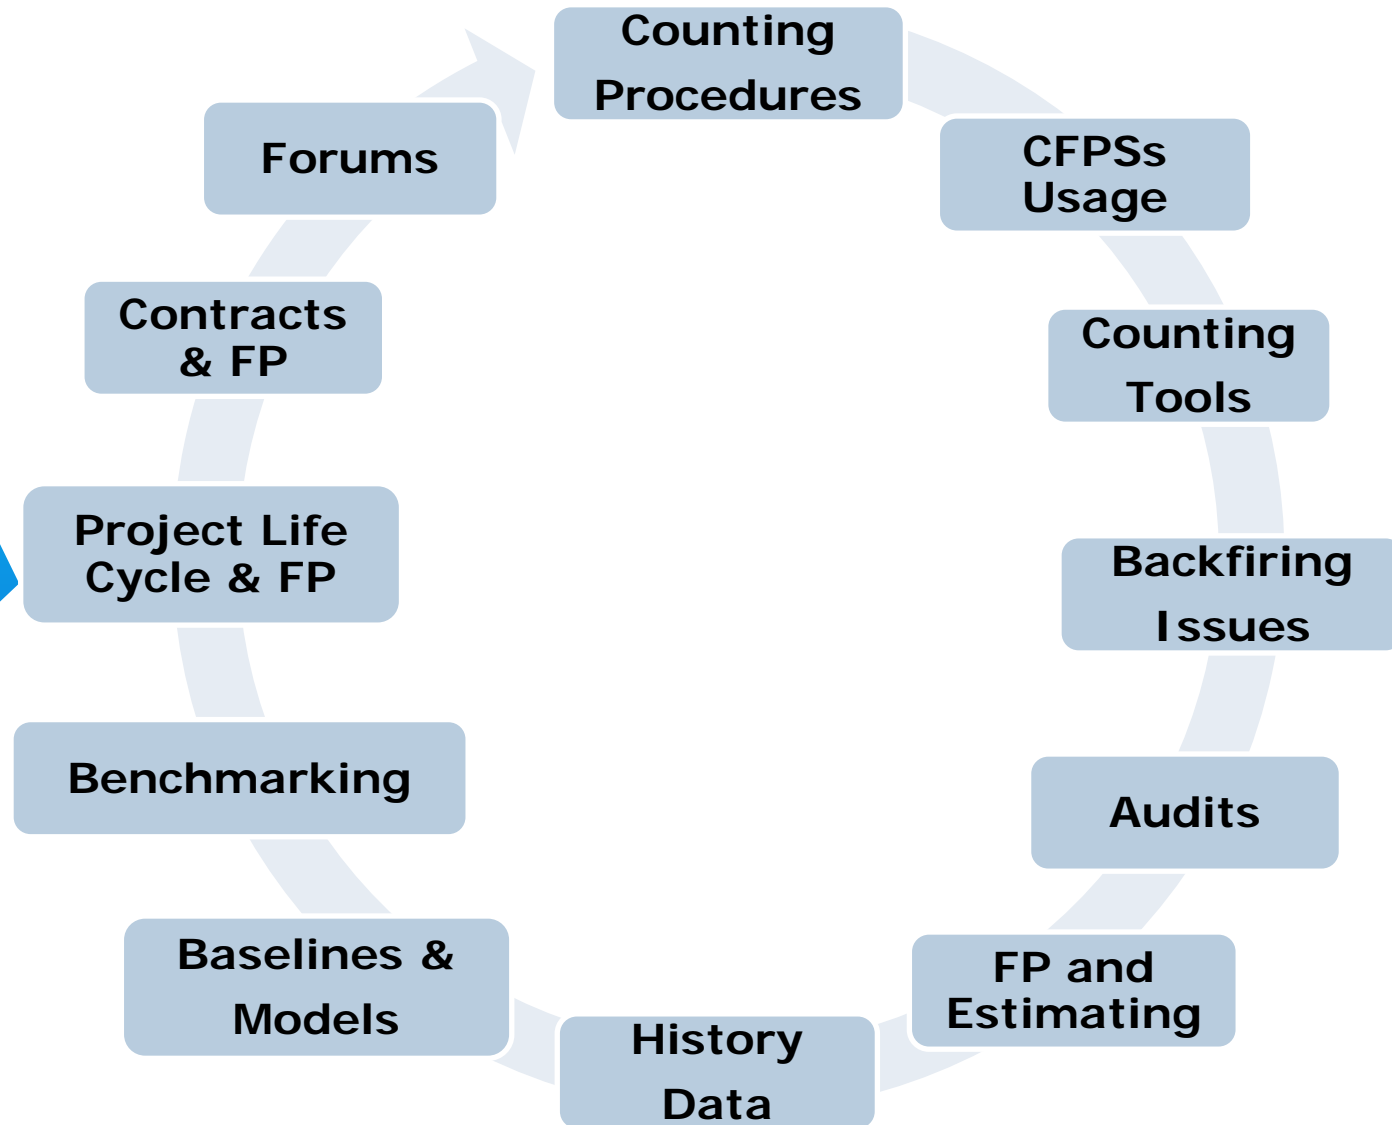 Counting
Procedures
CFPSs
Usage
Counting
Tools
Backfiring
Issues
Audits
FP and
Estimating
History
Data
Baselines &
Models
Benchmarking
Project Life
Cycle & FP
Contracts
& FP
Forums